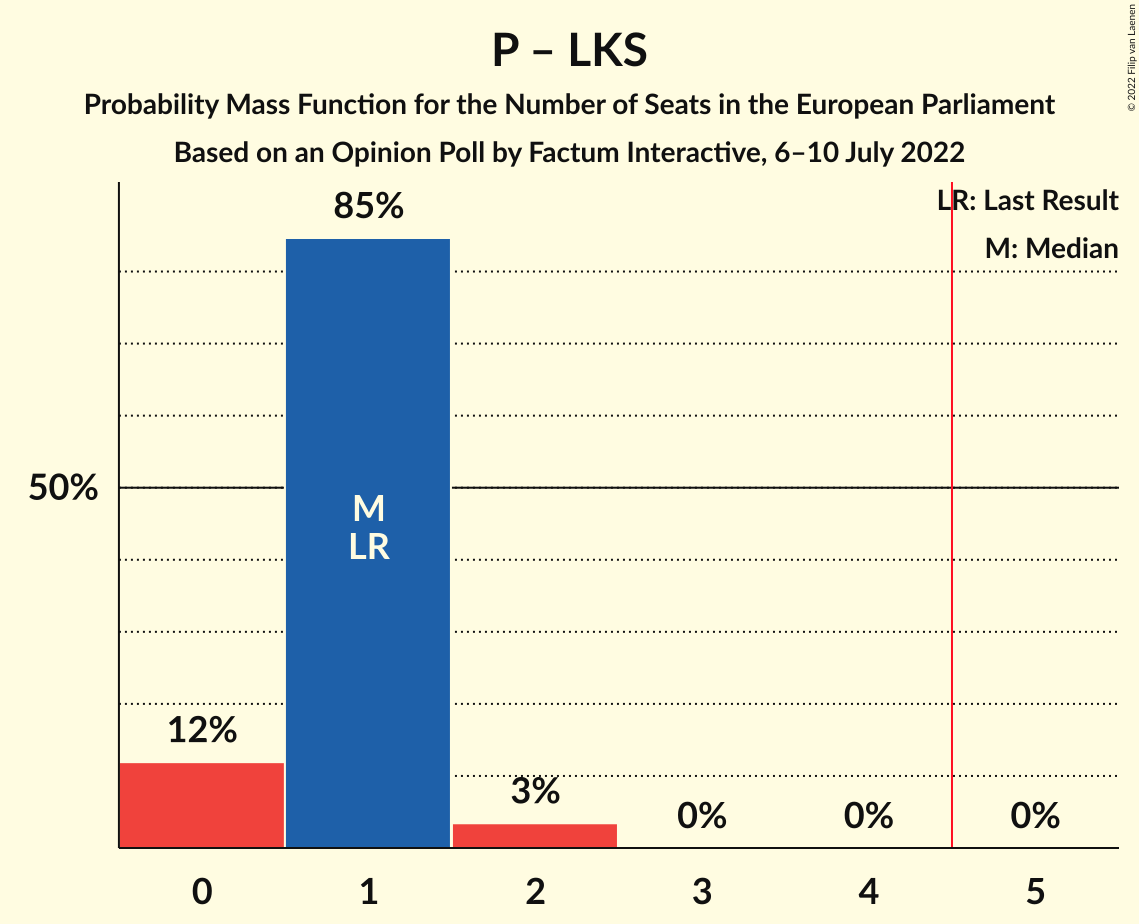 P – LKS
Probability Mass Function for the Number of Seats in the European Parliament
Based on an Opinion Poll by Factum Interactive, 6–10 July 2022
© 2022 Filip van Laenen
LR: Last Result
M: Median
85%
50%
M
LR
12%
3%
0%
0%
0%
0
1
2
3
4
5